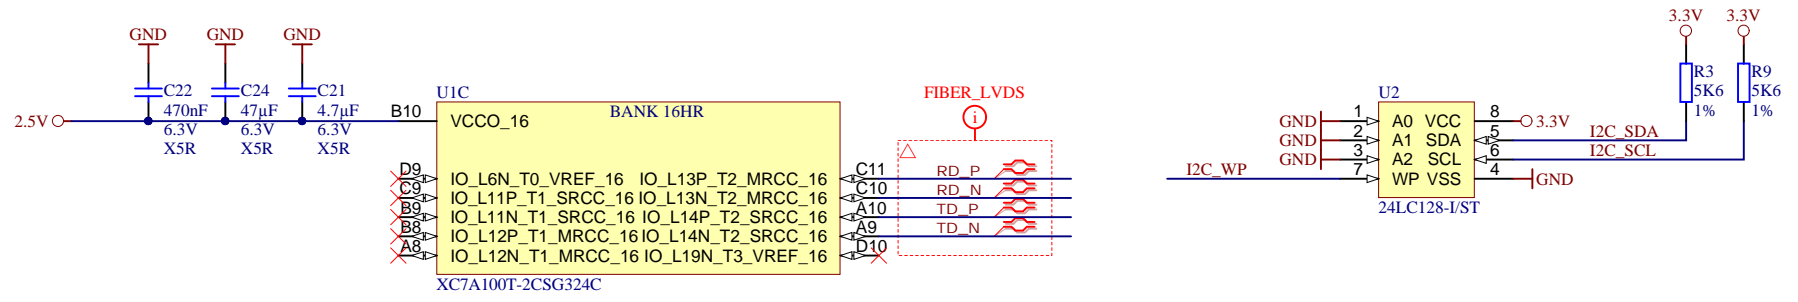 3.3V 3.3V
GND GND GND
C22 C24 C21
470nF 47µF 4.7µF
6.3V 6.3V 6.3V
X5R X5R X5R
2.5V
U1C
BANK 16HR
B10 VCCO_16
D9 IO_L6N_T0_VREF_16 IO_L13P_T2_MRCC_16 C11
C9 IO_L11P_T1_SRCC_16 IO_L13N_T2_MRCC_16 C10
B9 IO_L11N_T1_SRCC_16 IO_L14P_T2_SRCC_16 A10
B8 IO_L12P_T1_MRCC_16 IO_L14N_T2_SRCC_16 A9
A8 IO_L12N_T1_MRCC_16 IO_L19N_T3_VREF_16 D10
XC7A100T-2CSG324C
FIBER_LVDS
i
RD_P
RD_N
TD_P
TD_N
R3 R9
5K6 5K6
1% 1%
U2
GND 1 A0 VCC 8 3.3V
GND 2 A1 SDA 5 I2C_SDA
GND 3 A2 SCL 6 I2C_SCL
I2C_WP 7 WP VSS 4 GND
24LC128-I/ST